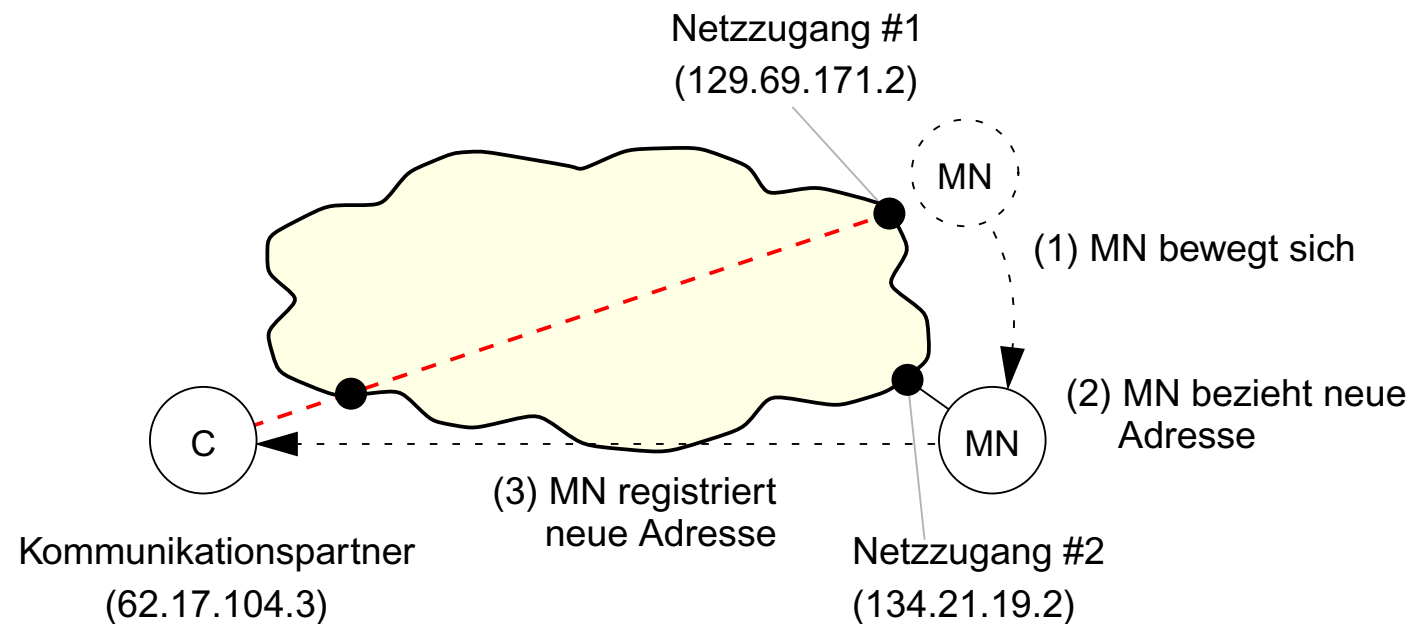 Netzzugang #1
(129.69.171.2)
MN
(1) MN bewegt sich
(2) MN bezieht neue
Adresse
C
MN
(3) MN registriert
neue Adresse
Kommunikationspartner
(62.17.104.3)
Netzzugang #2
(134.21.19.2)